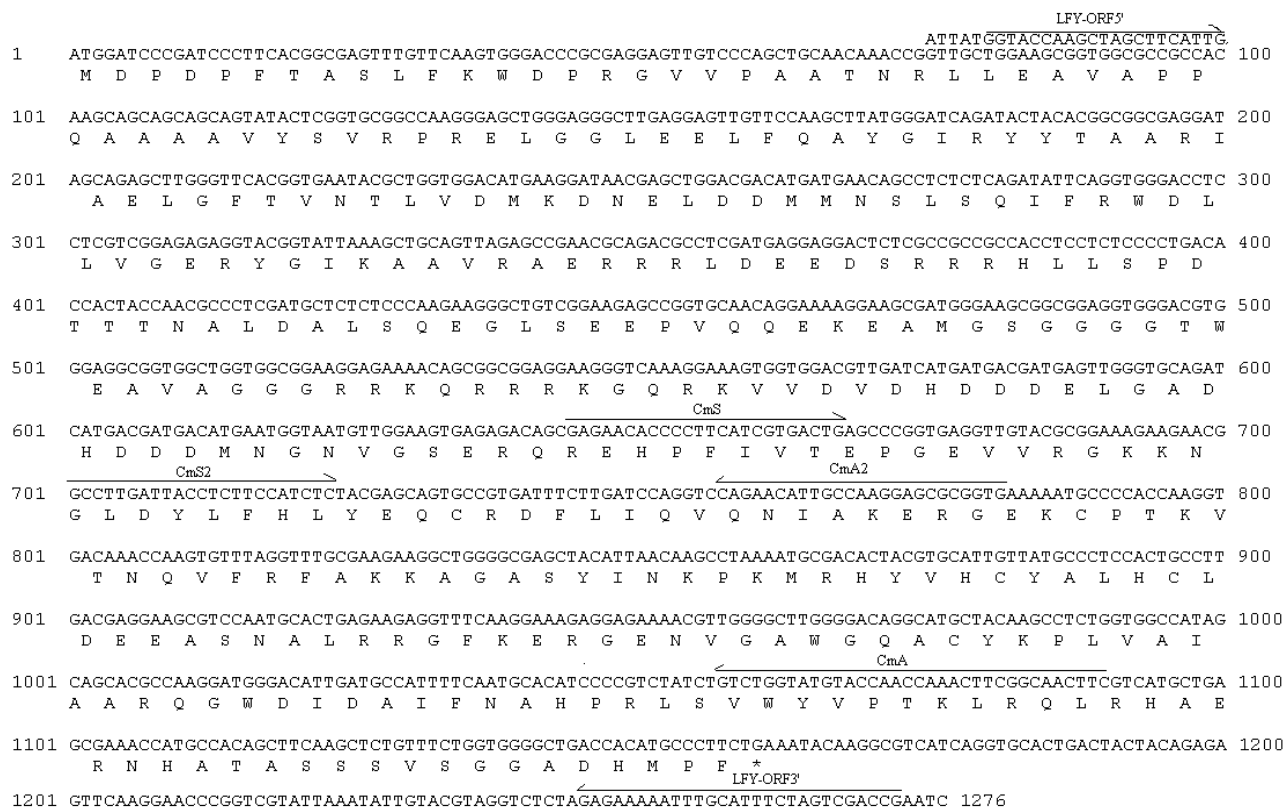 LFY-ORF5'
ATTATGGTACCAAGCTAGCTTCATTG
1 ATGGATCCCGATCCCTTCACGGCGAGTTTGTTCAAGTGGGACCCGCGAGGAGTTGTCCCAGCTGCAACAAACCGGTTGCTGGAAGCGGTGGCGCCGCCAC 100
M D P D P F T A S L F K W D P R G V V P A A T N R L L E A V A P P
101 AAGCAGCAGCAGCAGTATACTCGGTGCGGCCAAGGGAGCTGGGAGGGCTTGAGGAGTTGTTCCAAGCTTATGGGATCAGATACTACACGGCGGCGAGGAT 200
Q A A A A V Y S V R P R E L G G L E E L F Q A Y G I R Y Y T A A R I
201 AGCAGAGCTTGGGTTCACGGTGAATACGCTGGTGGACATGAAGGATAACGAGCTGGACGACATGATGAACAGCCTCTCTCAGATATTCAGGTGGGACCTC 300
A E L G F T V N T L V D M K D N E L D D M M N S L S Q I F R W D L
301 CTCGTCGGAGAGAGGTACGGTATTAAAGCTGCAGTTAGAGCCGAACGCAGACGCCTCGATGAGGAGGACTCTCGCCGCCGCCACCTCCTCTCCCCTGACA 400
L V G E R Y G I K A A V R A E R R R L D E E D S R R R H L L S P D
401 CCACTACCAACGCCCTCGATGCTCTCTCCCAAGAAGGGCTGTCGGAAGAGCCGGTGCAACAGGAAAAGGAAGCGATGGGAAGCGGCGGAGGTGGGACGTG 500
T T T N A L D A L S Q E G L S E E P V Q Q E K E A M G S G G G G T W
501 GGAGGCGGTGGCTGGTGGCGGAAGGAGAAAACAGCGGCGGAGGAAGGGTCAAAGGAAAGTGGTGGACGTTGATCATGATGACGATGAGTTGGGTGCAGAT 600
E A V A G G G R R K Q R R R K G Q R K V V D V D H D D D E L G A D
CmS
601 CATGACGATGACATGAATGGTAATGTTGGAAGTGAGAGACAGCGAGAACACCCCTTCATCGTGACTGAGCCCGGTGAGGTTGTACGCGGAAAGAAGAACG 700
H D D D M N G N V G S E R Q R E H P F I V T E P G E V V R G K K N
CmS2 CmA2
701 GCCTTGATTACCTCTTCCATCTCTACGAGCAGTGCCGTGATTTCTTGATCCAGGTCCAGAACATTGCCAAGGAGCGCGGTGAAAAATGCCCCACCAAGGT 800
G L D Y L F H L Y E Q C R D F L I Q V Q N I A K E R G E K C P T K V
801 GACAAACCAAGTGTTTAGGTTTGCGAAGAAGGCTGGGGCGAGCTACATTAACAAGCCTAAAATGCGACACTACGTGCATTGTTATGCCCTCCACTGCCTT 900
T N Q V F R F A K K A G A S Y I N K P K M R H Y V H C Y A L H C L
901 GACGAGGAAGCGTCCAATGCACTGAGAAGAGGTTTCAAGGAAAGAGGAGAAAACGTTGGGGCTTGGGGACAGGCATGCTACAAGCCTCTGGTGGCCATAG 1000
D E E A S N A L R R G F K E R G E N V G A W G Q A C Y K P L V A I
CmA
1001 CAGCACGCCAAGGATGGGACATTGATGCCATTTTCAATGCACATCCCCGTCTATCTGTCTGGTATGTACCAACCAAACTTCGGCAACTTCGTCATGCTGA 1100
A A R Q G W D I D A I F N A H P R L S V W Y V P T K L R Q L R H A E
1101 GCGAAACCATGCCACAGCTTCAAGCTCTGTTTCTGGTGGGGCTGACCACATGCCCTTCTGAAATACAAGGCGTCATCAGGTGCACTGACTACTACAGAGA 1200
R N H A T A S S S V S G G A D H M P F *
LFY-ORF3'
1201 GTTCAAGGAACCCGGTCGTATTAAATATTGTACGTAGGTCTCTAGAGAAAAATTTGCATTTCTAGTCGACCGAATC 1276